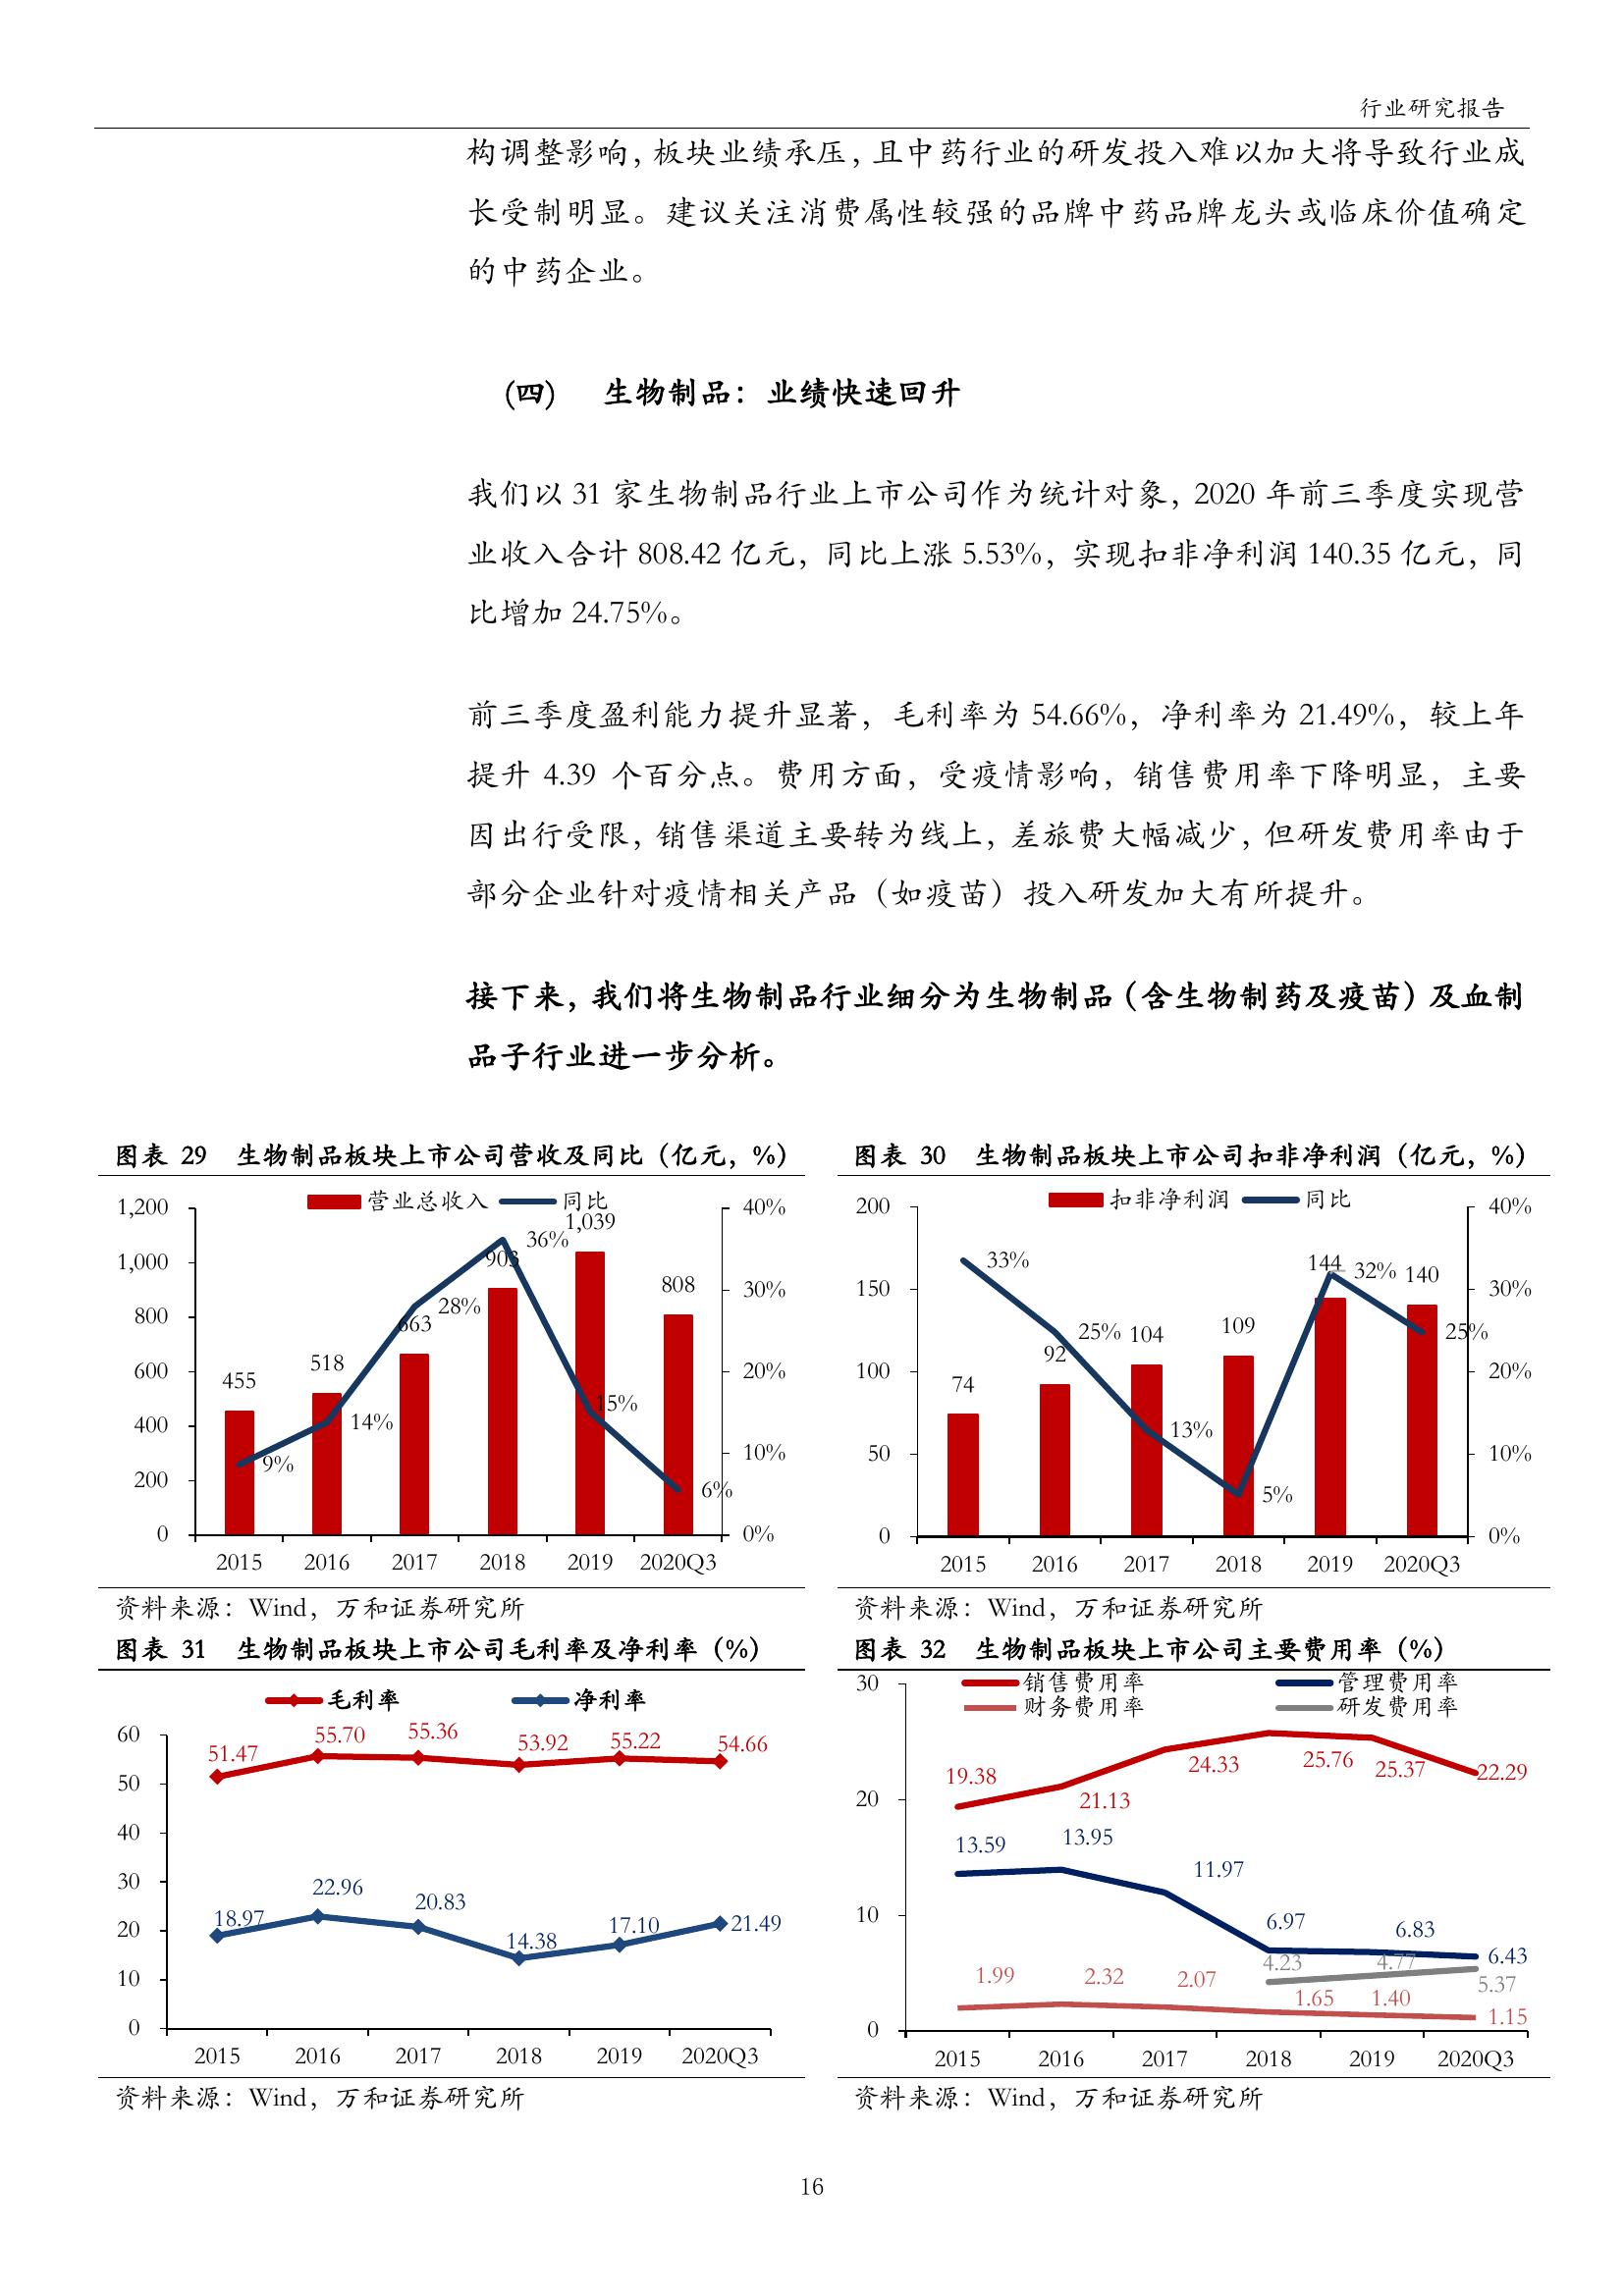 行业研究报告
构调整影响，板块业绩承压，且中药行业的研发投入难以加大将导致行业成
长受制明显。建议关注消费属性较强的品牌中药品牌龙头或临床价值确定
的中药企业。
(四) 生物制品：业绩快速回升
我们以 31 家生物制品行业上市公司作为统计对象，2020 年前三季度实现营
业收入合计 808.42 亿元，同比上涨 5.53%，实现扣非净利润 140.35 亿元，同
比增加 24.75%。
前三季度盈利能力提升显著，毛利率为 54.66%，净利率为 21.49%，较上年
提升 4.39 个百分点。费用方面，受疫情影响，销售费用率下降明显，主要
因出行受限，销售渠道主要转为线上，差旅费大幅减少，但研发费用率由于
部分企业针对疫情相关产品（如疫苗）投入研发加大有所提升。
接下来，我们将生物制品行业细分为生物制品（含生物制药及疫苗）及血制
品子行业进一步分析。
图表 29 生物制品板块上市公司营收及同比（亿元，%）
营业总收入 同比
1,200
1,000
800
600
400
200
0
40%
30%
20%
10%
0%
455
518
663
903
1,039
808
9%
14%
28%
36%
15%
6%
2015 2016 2017 2018 2019 2020Q3
资料来源：Wind，万和证券研究所
图表 30 生物制品板块上市公司扣非净利润（亿元，%）
扣非净利润 同比
200
150
100
50
0
40%
30%
20%
10%
0%
74
92
104
109
144
140
33%
25%
13%
5%
32%
25%
2015 2016 2017 2018 2019 2020Q3
资料来源：Wind，万和证券研究所
图表 31 生物制品板块上市公司毛利率及净利率（%）
毛利率 净利率
60
50
40
30
20
10
0
51.47
55.70
55.36
53.92
55.22
54.66
18.97
22.96
20.83
14.38
17.10
21.49
2015 2016 2017 2018 2019 2020Q3
资料来源：Wind，万和证券研究所
图表 32 生物制品板块上市公司主要费用率（%）
销售费用率 管理费用率
财务费用率 研发费用率
30
20
10
0
19.38
21.13
24.33
25.76
25.37
22.29
13.59
13.95
11.97
6.97
6.83
6.43
4.23
4.77
5.37
1.99
2.32
2.07
1.65
1.40
1.15
2015 2016 2017 2018 2019 2020Q3
资料来源：Wind，万和证券研究所
16